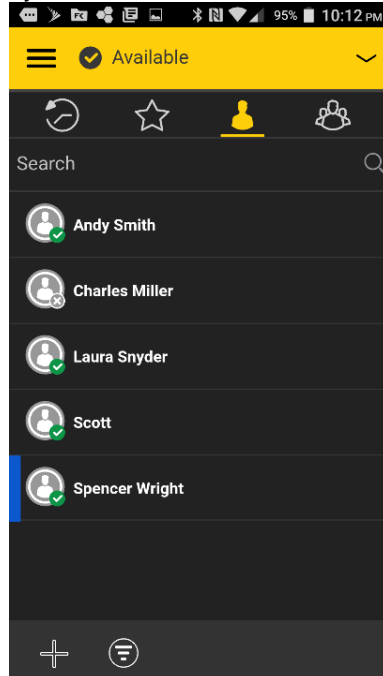 95% 10:12 PM
Available
Search
Andy Smith
Charles Miller
Laura Snyder
Scott
Spencer Wright